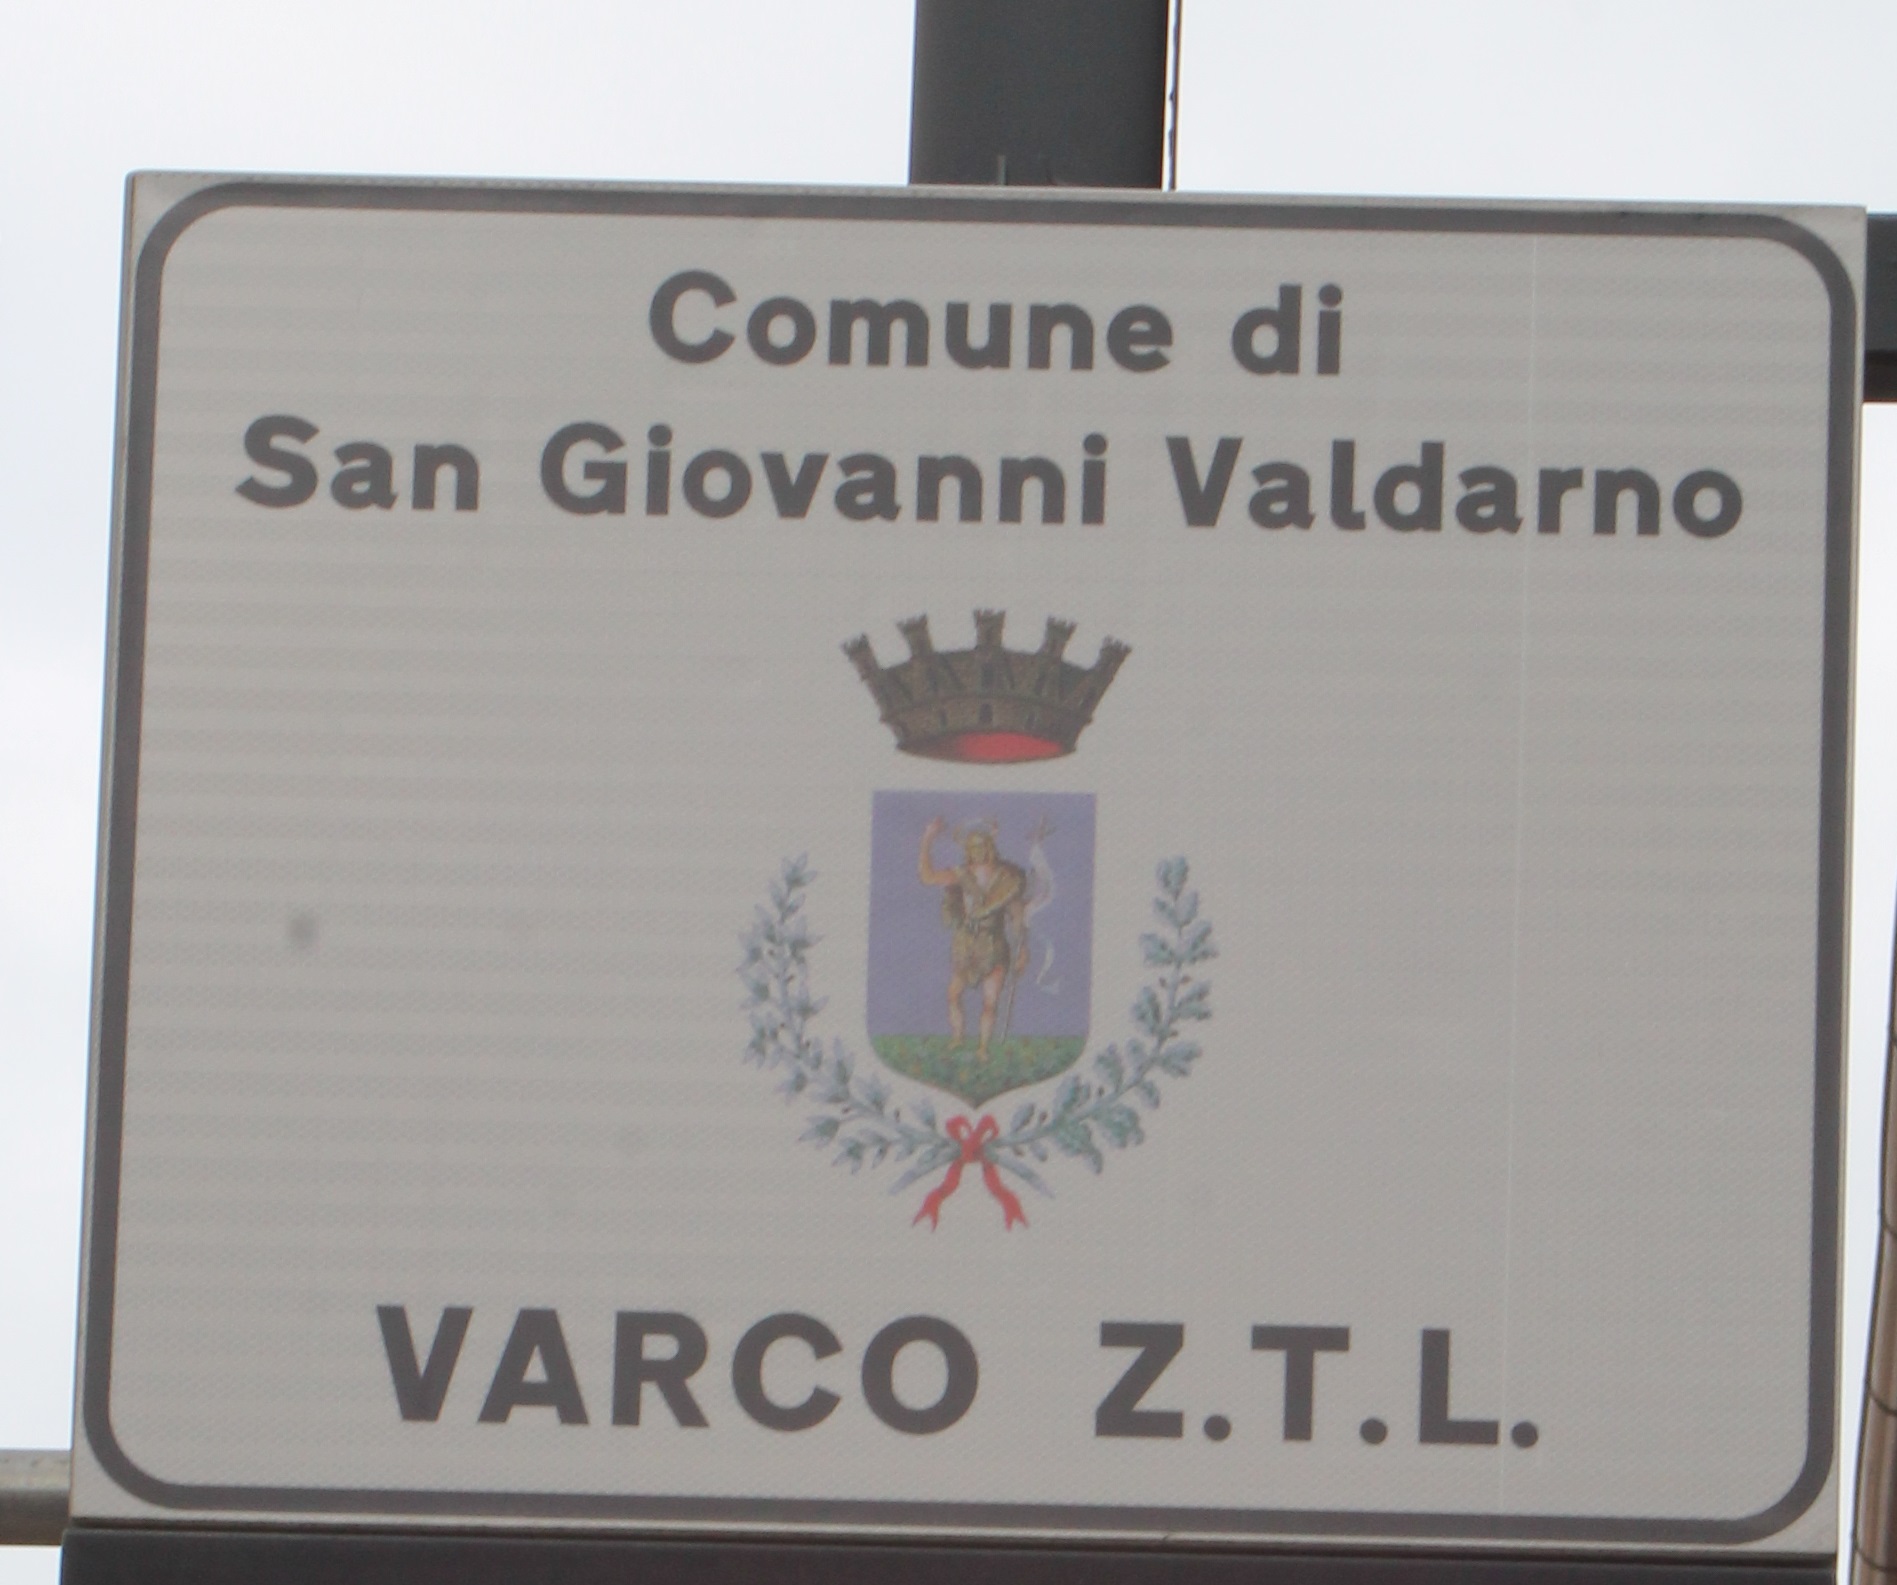 Comune di
San Giovanni Valdarno
VARCO Z.T.L.